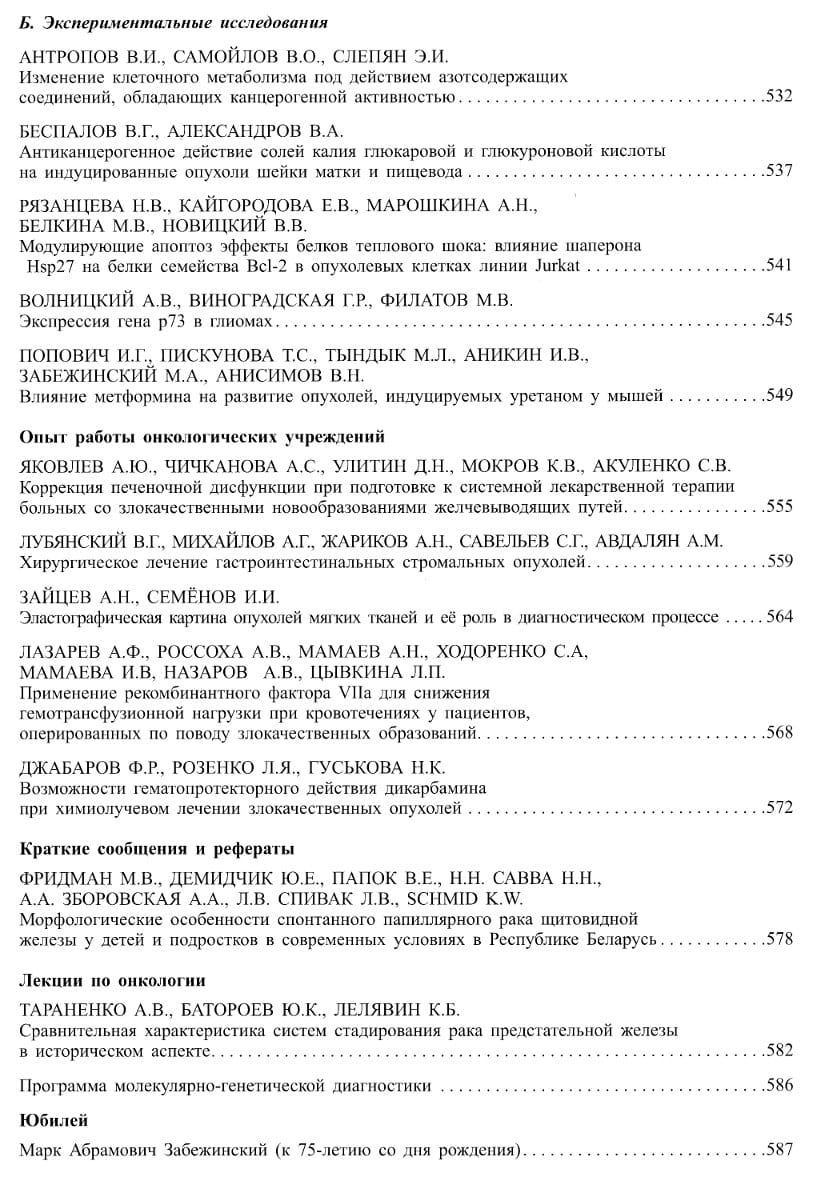 Б. Экспериментальные исследования
АНТРОПОВ В.И., САМОЙЛОВ В.О., СЛЕПЯН Э.И.
Изменение клеточного метаболизма под действием азотсодержащих
соединений, обладающих канцерогенной активностью . . . . . . . . . . . . . . . . . . . . . . . . . . . . . . . . .532
БЕСПАЛОВ В.Г., АЛЕКСАНДРОВ В.А.
Антиканцерогенное действие солей калия глюкаровой и глюкуроновой кислоты
на индуцированные опухоли шейки матки и пищевода . . . . . . . . . . . . . . . . . . . . . . . . . . . . . . . .537
РЯЗАНЦЕВА Н.В., КАЙГОРОДОВА Е.В., МАРОШКИНА А.Н.,
БЕЛКИНА М.В., НОВИЦКИЙ В.В.
Модулирующие апоптоз эффекты белков теплового шока: влияние шаперона
Hsp27 на белки семейства Bcl-2 в опухолевых клетках линии Jurkat . . . . . . . . . . . . . . . . . . .541
ВОЛНИЦКИЙ А.В., ВИНОГРАДСКАЯ Г.Р., ФИЛАТОВ М.В.
Экспрессия гена p73 в глиомах . . . . . . . . . . . . . . . . . . . . . . . . . . . . . . . . . . . . . . . . . . . . . . . . . . . . .545
ПОПОВИЧ И.Г., ПИСКУНОВА Т.С., ТЫНДЫК М.Л., АНИКИН И.В.,
ЗАБЕЖИНСКИЙ М.А., АНИСИМОВ В.Н.
Влияние метформина на развитие опухолей, индуцируемых уретаном у мышей . . . . . . . . . . .549
Опыт работы онкологических учреждений
ЯКОВЛЕВ А.Ю., ЧИЧКАНОВА А.С., УЛИТИН Д.Н., МОКРОВ К.В., АКУЛЕНКО С.В.
Коррекция печеночной дисфункции при подготовке к системной лекарственной терапии
больных со злокачественными новообразованиями желчевыводящих путей. . . . . . . . . . . . . . . .555
ЛУБЯНСКИЙ В.Г., МИХАЙЛОВ А.Г., ЖАРИКОВ А.Н., САВЕЛЬЕВ С.Г., АВДАЛЯН А.М.
Хирургическое лечение гастроинтестинальных стромальных опухолей. . . . . . . . . . . . . . . . . . . .559
ЗАЙЦЕВ А.Н., СЕМЁНОВ И.И.
Эластографическая картина опухолей мягких тканей и её роль в диагностическом процессе . . . . .564
ЛАЗАРЕВ А.Ф., РОССОХА А.В., МАМАЕВ А.Н., ХОДОРЕНКО С.А,
МАМАЕВА И.В, НАЗАРОВ А.В., ЦЫВКИНА Л.П.
Применение рекомбинантного фактора VIIa для снижения
гемотрансфузионной нагрузки при кровотечениях у пациентов,
оперированных по поводу злокачественных образований. . . . . . . . . . . . . . . . . . . . . . . . . . . . . . .568
ДЖАБАРОВ Ф.Р., РОЗЕНКО Л.Я., ГУСЬКОВА Н.К.
Возможности гематопротекторного действия дикарбамина
при химиолучевом лечении злокачественных опухолей . . . . . . . . . . . . . . . . . . . . . . . . . . . . . . . .572
Краткие сообщения и рефераты
ФРИДМАН М.В., ДЕМИДЧИК Ю.Е., ПАПОК В.Е., Н.Н. САВВА Н.Н.,
А.А. ЗБОРОВСКАЯ А.А., Л.В. СПИВАК Л.В., SCHMID K.W.
Морфологические особенности спонтанного папиллярного рака щитовидной
железы у детей и подростков в современных условиях в Республике Беларусь . . . . . . . . . . . .578
Лекции по онкологии
ТАРАНЕНКО А.В., БАТОРОЕВ Ю.К., ЛЕЛЯВИН К.Б.
Сравнительная характеристика систем стадирования рака предстательной железы
в историческом аспекте. . . . . . . . . . . . . . . . . . . . . . . . . . . . . . . . . . . . . . . . . . . . . . . . . . . . . . . . . . . .582
Программа молекулярно-генетической диагностики . . . . . . . . . . . . . . . . . . . . . . . . . . . . . . . . . . .586
Юбилей
Марк Абрамович Забежинский (к 75-летию со дня рождения). . . . . . . . . . . . . . . . . . . . . . . . . .587